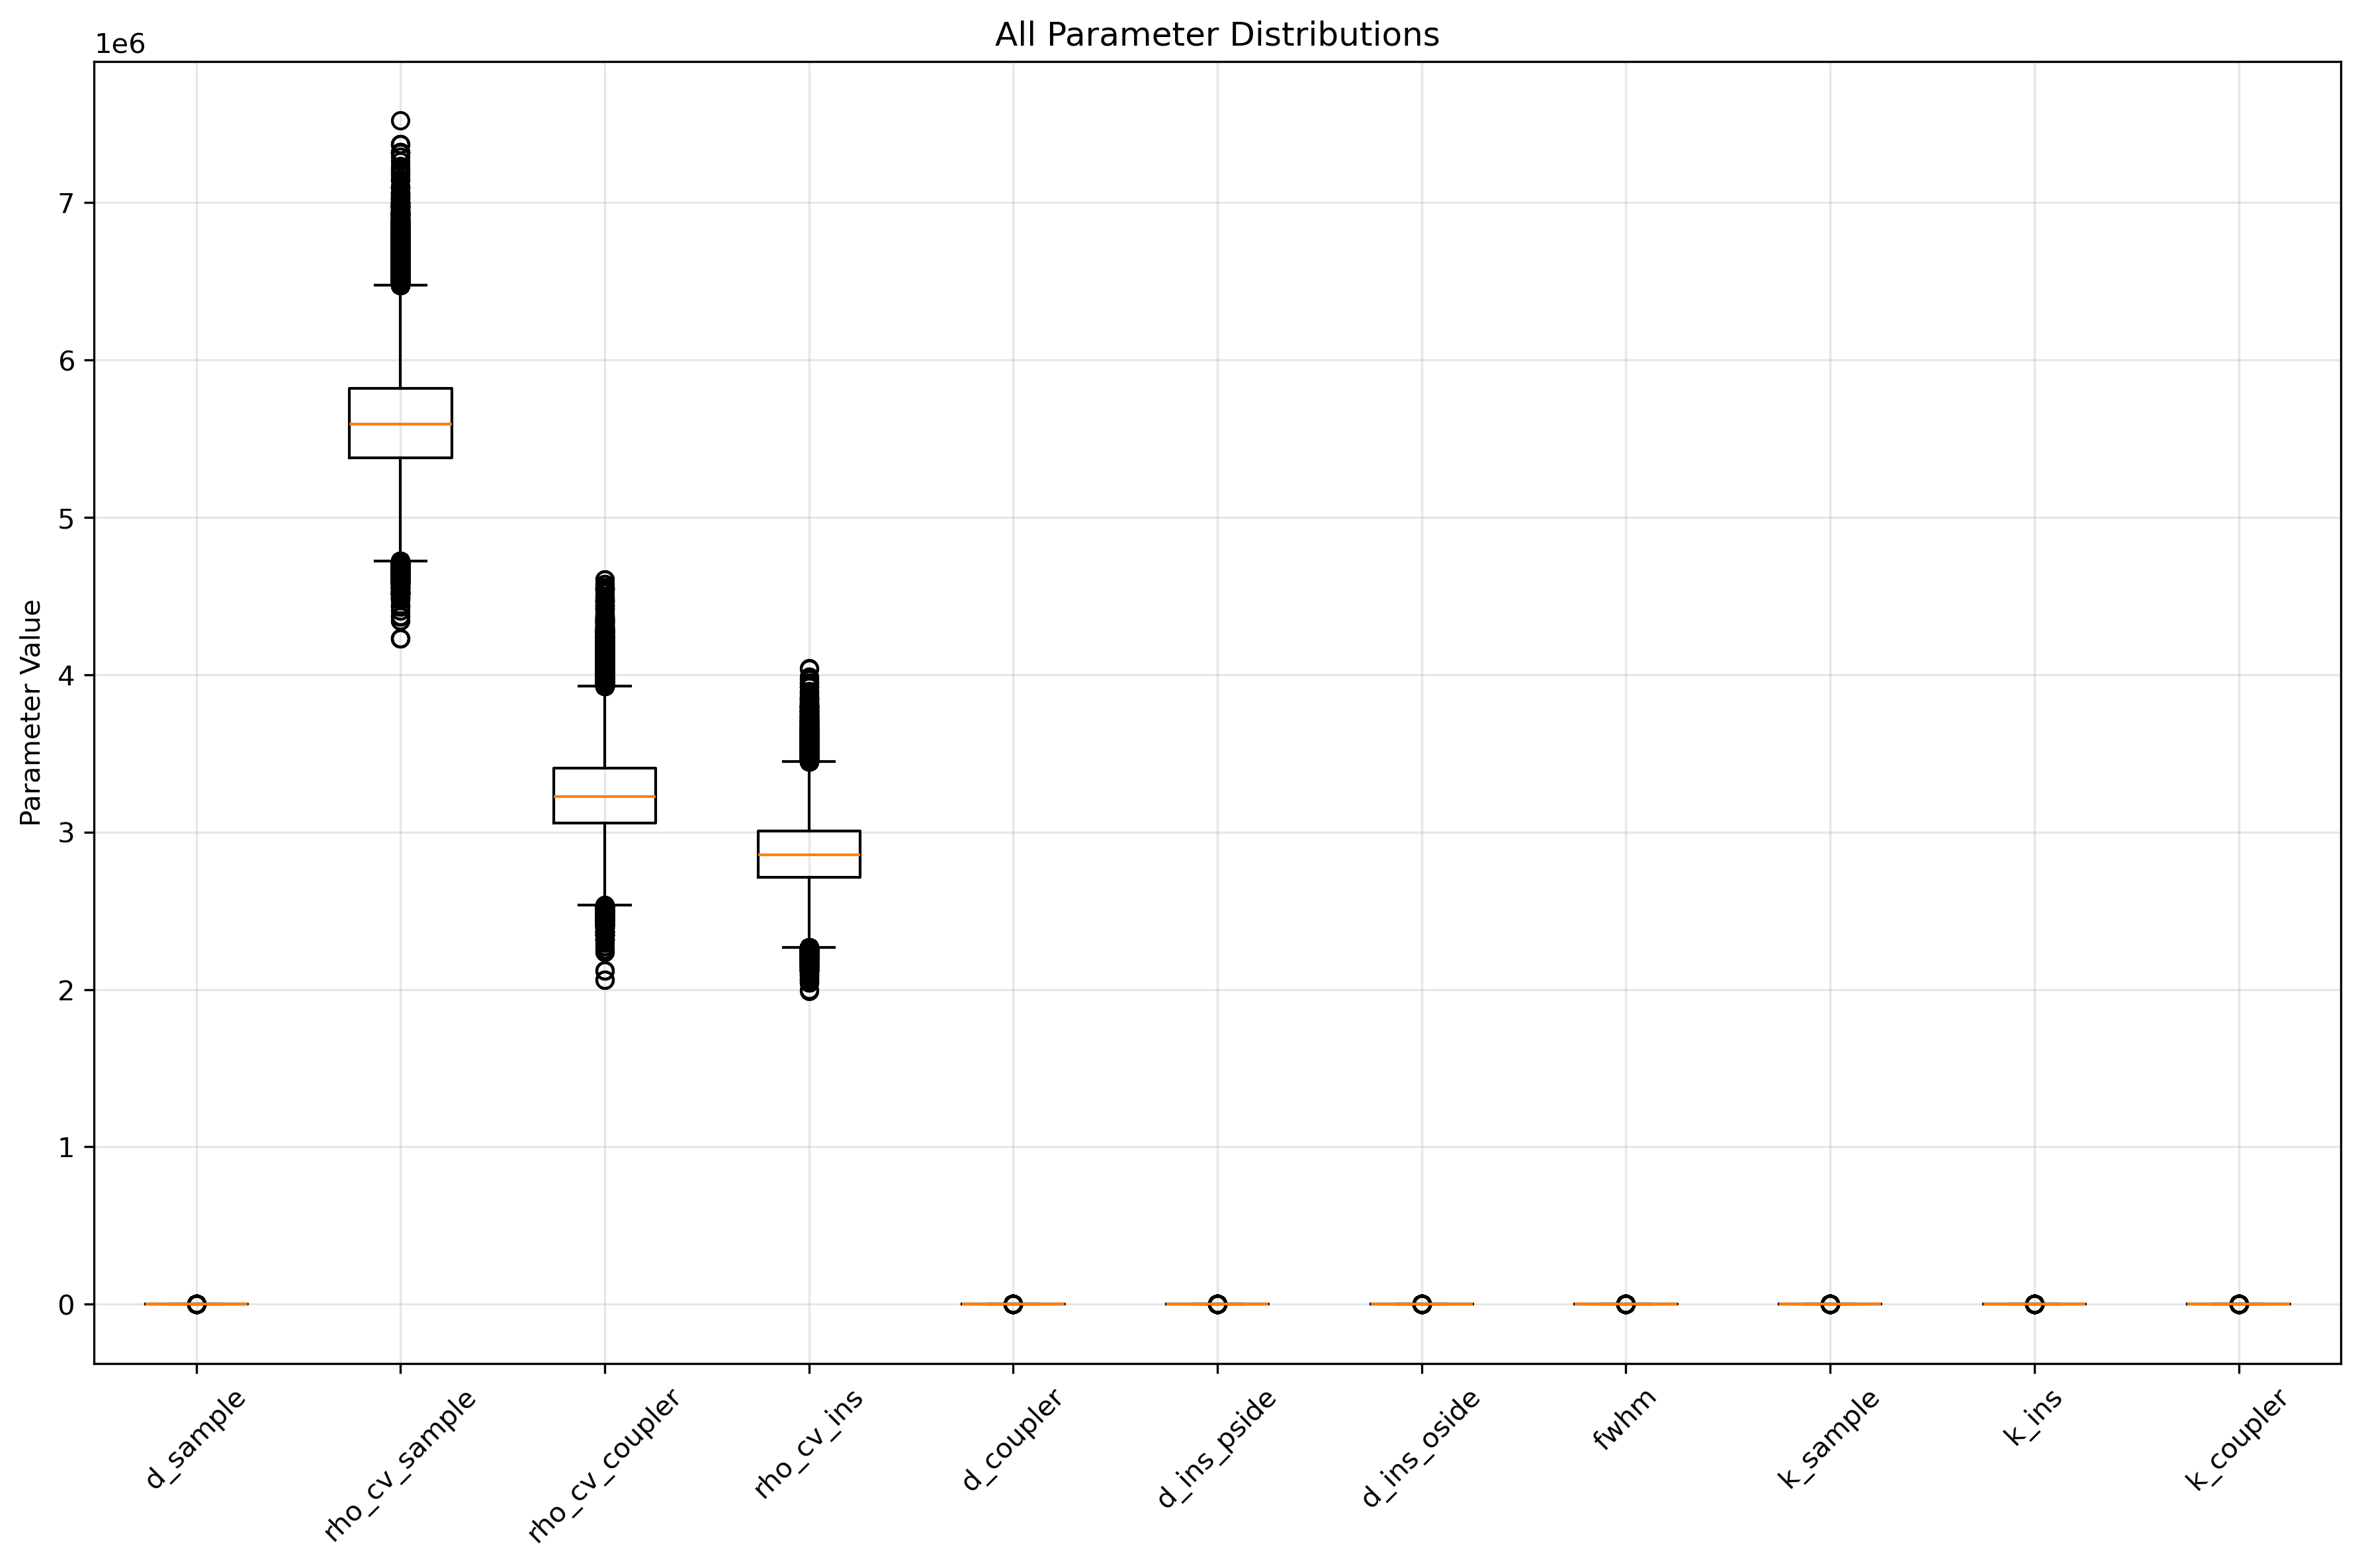 All Parameter Distributions
1e6
Parameter Value
7
6
5
4
3
2
1
0
d_sample
rho_cv_sample
rho_cv_coupler
rho_cv_ins
d_coupler
d_ins_pside
d_ins_oside
fwhm
k_sample
k_ins
k_coupler